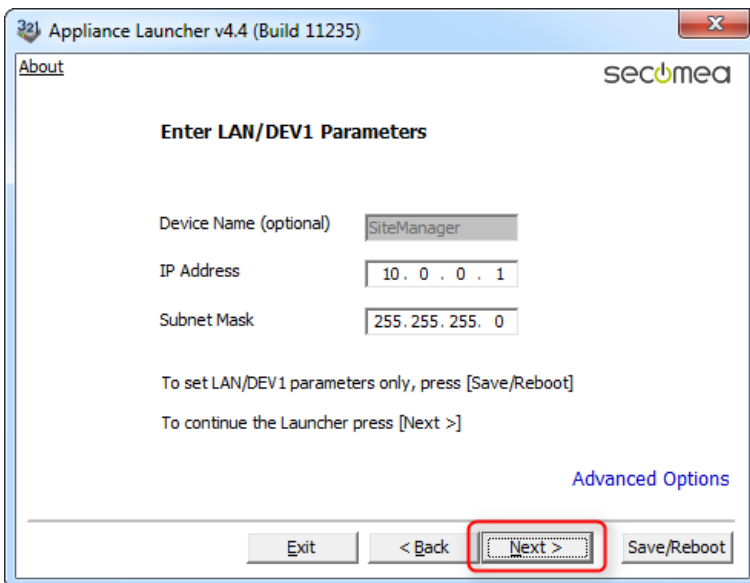 Appliance Launcher v4.4 (Build 11235)
About
secomea
Enter LAN/DEV1 Parameters
Device Name (optional) SiteManager
IP Address 10 . 0 . 0 . 1
Subnet Mask 255 . 255 . 255 . 0
To set LAN/DEV1 parameters only, press [Save/Reboot]
To continue the Launcher press [Next >]
Advanced Options
Exit < Back Next > Save/Reboot